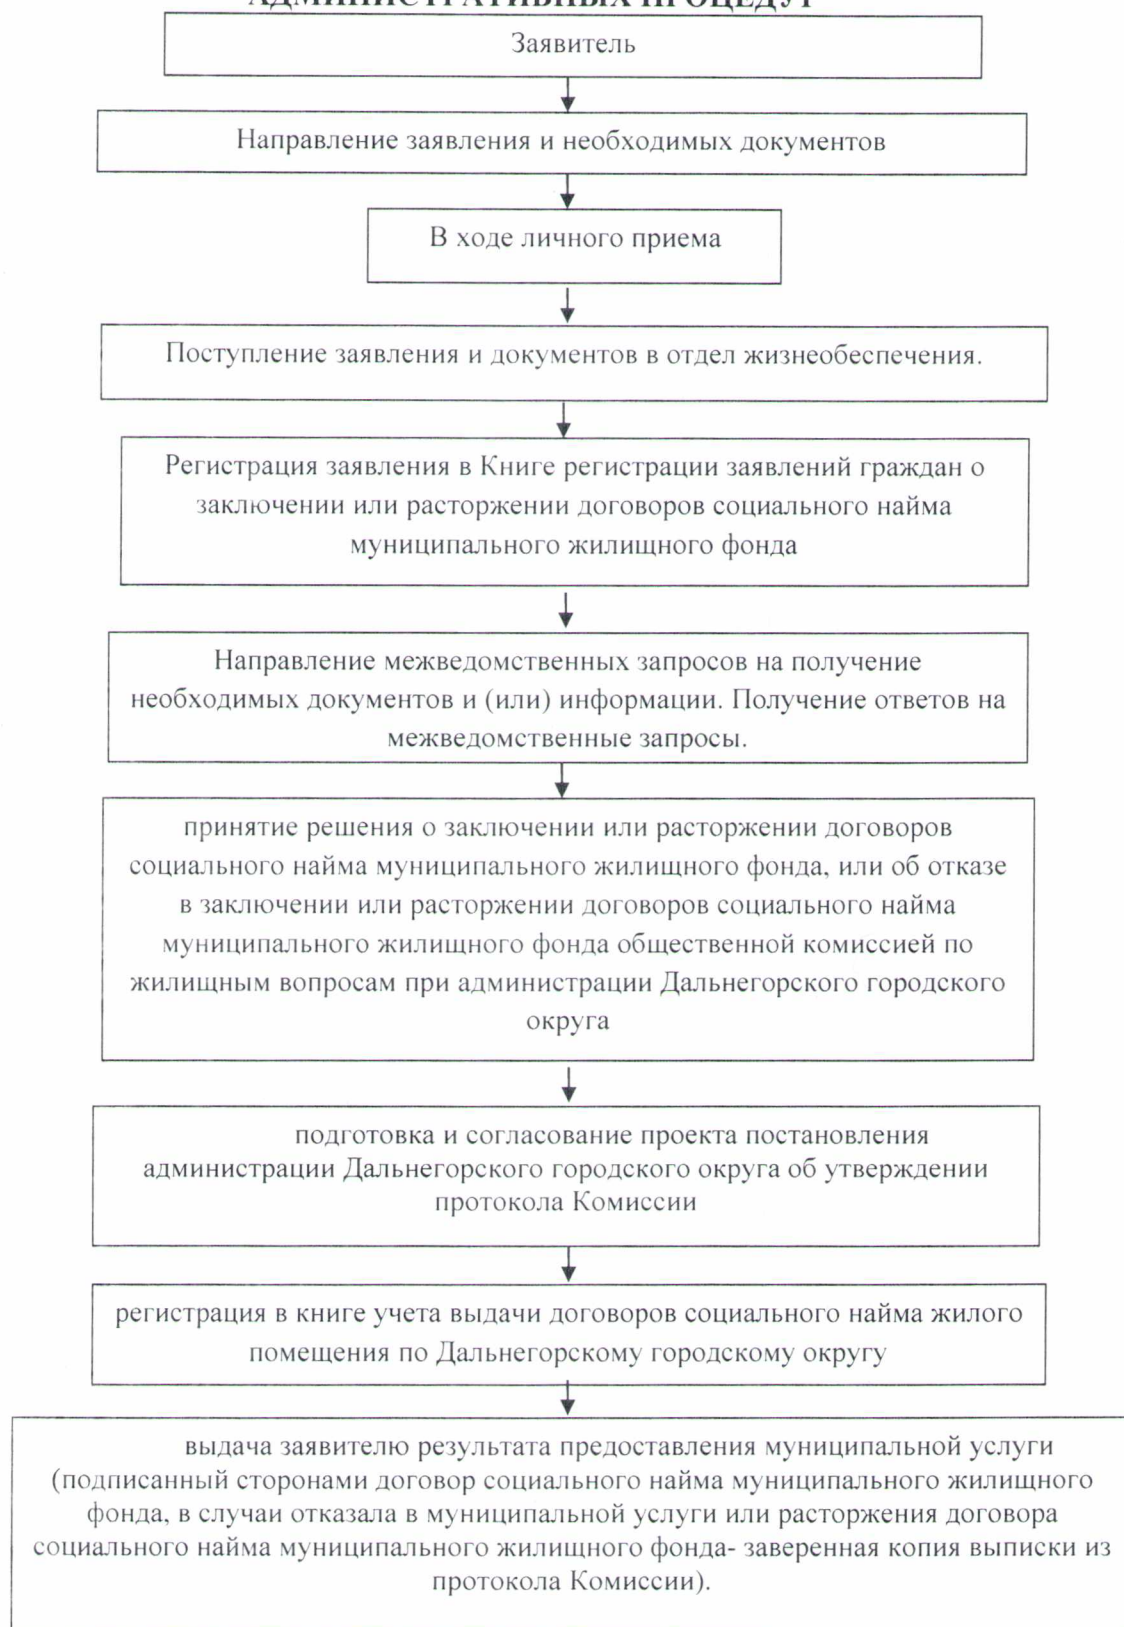 АДМИНИСТРАТИВНЫХ ПРОЦЕДУР
Заявитель
Направление заявления и необходимых документов
В ходе личного приема
Поступление заявления и документов в отдел жизнеобеспечения.
Регистрация заявления в Книге регистрации заявлений граждан о
заключении или расторжении договоров социального найма
муниципального жилищного фонда
Направление межведомственных запросов на получение
необходимых документов и (или) информации. Получение ответов на
межведомственные запросы.
принятие решения о заключении или расторжении договоров
социального найма муниципального жилищного фонда, или об отказе
в заключении или расторжении договоров социального найма
муниципального жилищного фонда общественной комиссией по
жилищным вопросам при администрации Дальнегорского городского
округа
подготовка и согласование проекта постановления
администрации Дальнегорского городского округа об утверждении
протокола Комиссии
регистрация в книге учета выдачи договоров социального найма жилого
помещения по Дальнегорскому городскому округу
выдача заявителю результата предоставления муниципальной услуги
(подписанный сторонами договор социального найма муниципального жилищного
фонда, в случаи отказала в муниципальной услуги или расторжения договора
социального найма муниципального жилищного фонда- заверенная копия выписки из
протокола Комиссии).